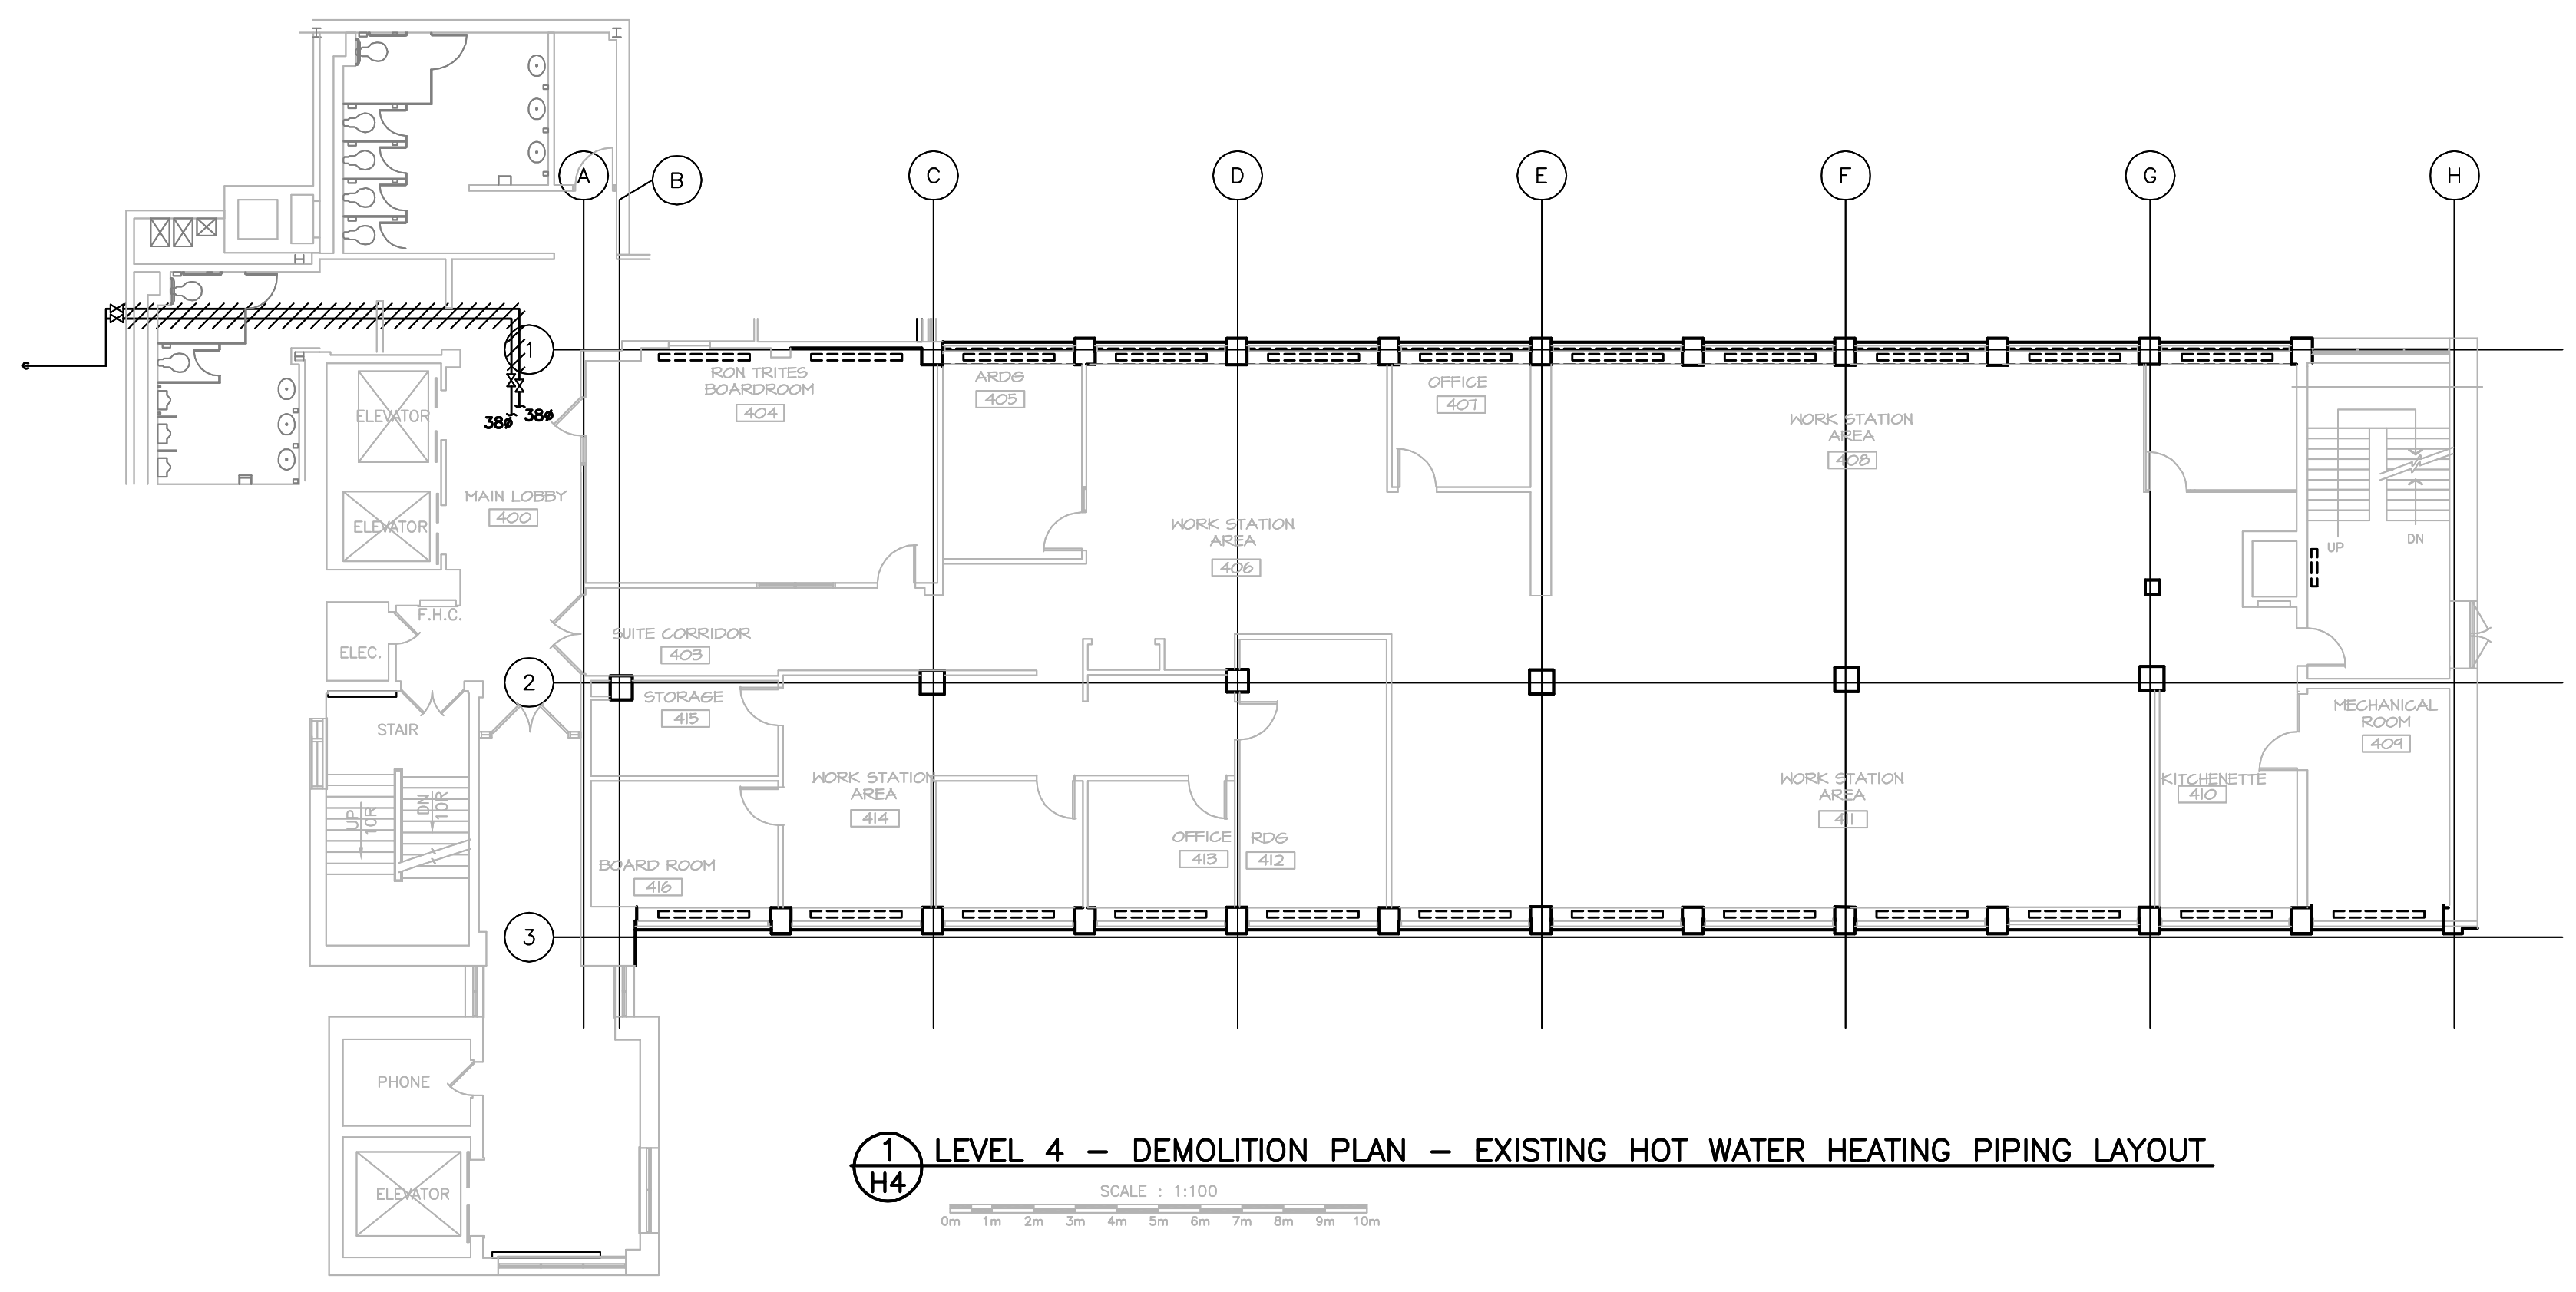 A
B
C
D
E
F
G
H
1
RON TRITES
BOARDROOM
404
ARDG
405
OFFICE
407
WORK STATION
AREA
408
ELEVATOR
38ø
38ø
MAIN LOBBY
400
ELEVATOR
WORK STATION
AREA
406
UP
DN
F.H.C.
ELEC.
SUITE CORRIDOR
403
2
STORAGE
415
STAIR
MECHANICAL
ROOM
409
WORK STATION
AREA
414
WORK STATION
AREA
411
KITCHENETTE
410
UP
10R
DN
10R
OFFICE
413
RDG
412
BOARD ROOM
416
3
PHONE
ELEVATOR
1
H4
LEVEL 4 – DEMOLITION PLAN – EXISTING HOT WATER HEATING PIPING LAYOUT
SCALE : 1:100
0m 1m 2m 3m 4m 5m 6m 7m 8m 9m 10m